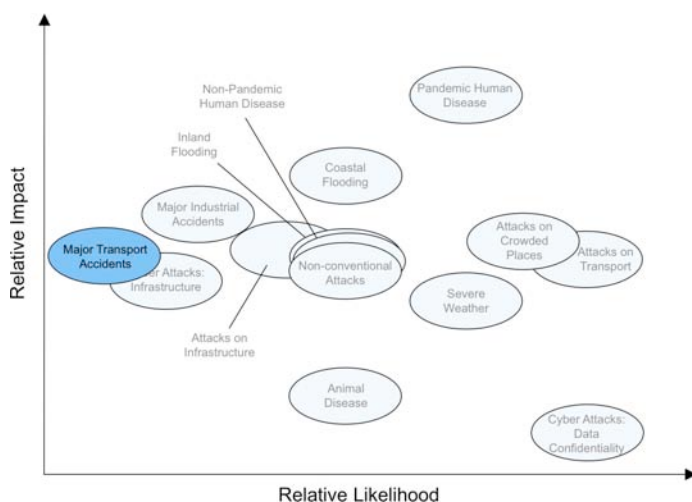 Pandemic Human
Disease
Non-Pandemic
Human Disease
Inland
Flooding
Coastal
Flooding
Major Industrial
Accidents
Attacks on
Crowded
Places
Major Transport
Accidents
Attacks on
Transport
Non-conventional
Attacks
Attacks:
Infrastructure
Severe
Weather
Attacks on
Infrastructure
Animal
Disease
Cyber Attacks:
Data
Confidentiality
Relative Impact
Relative Likelihood